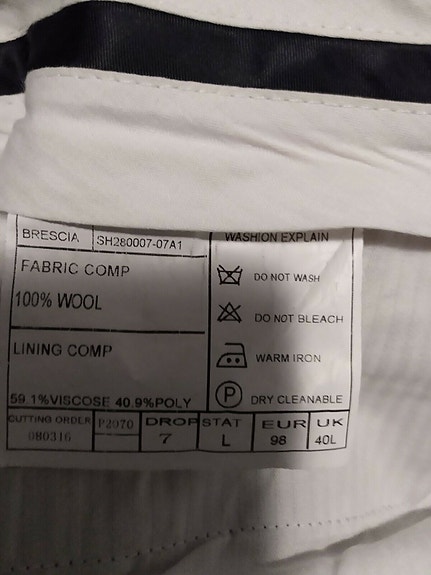 BRESCIA SH280007-07A1
FABRIC COMP
100% WOOL
LINING COMP
59.1%VISCOSE 40.9%POLY
WASHION EXPLAIN
DO NOT WASH
DO NOT BLEACH
WARM IRON
P DRY CLEANABLE
CUTTING ORDER P2070 DROP STAT EUR UK
080316 7 L 98 40L